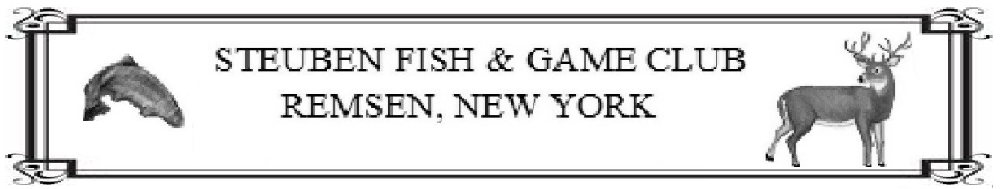 STEUBEN FISH & GAME CLUB
REMSEN, NEW YORK